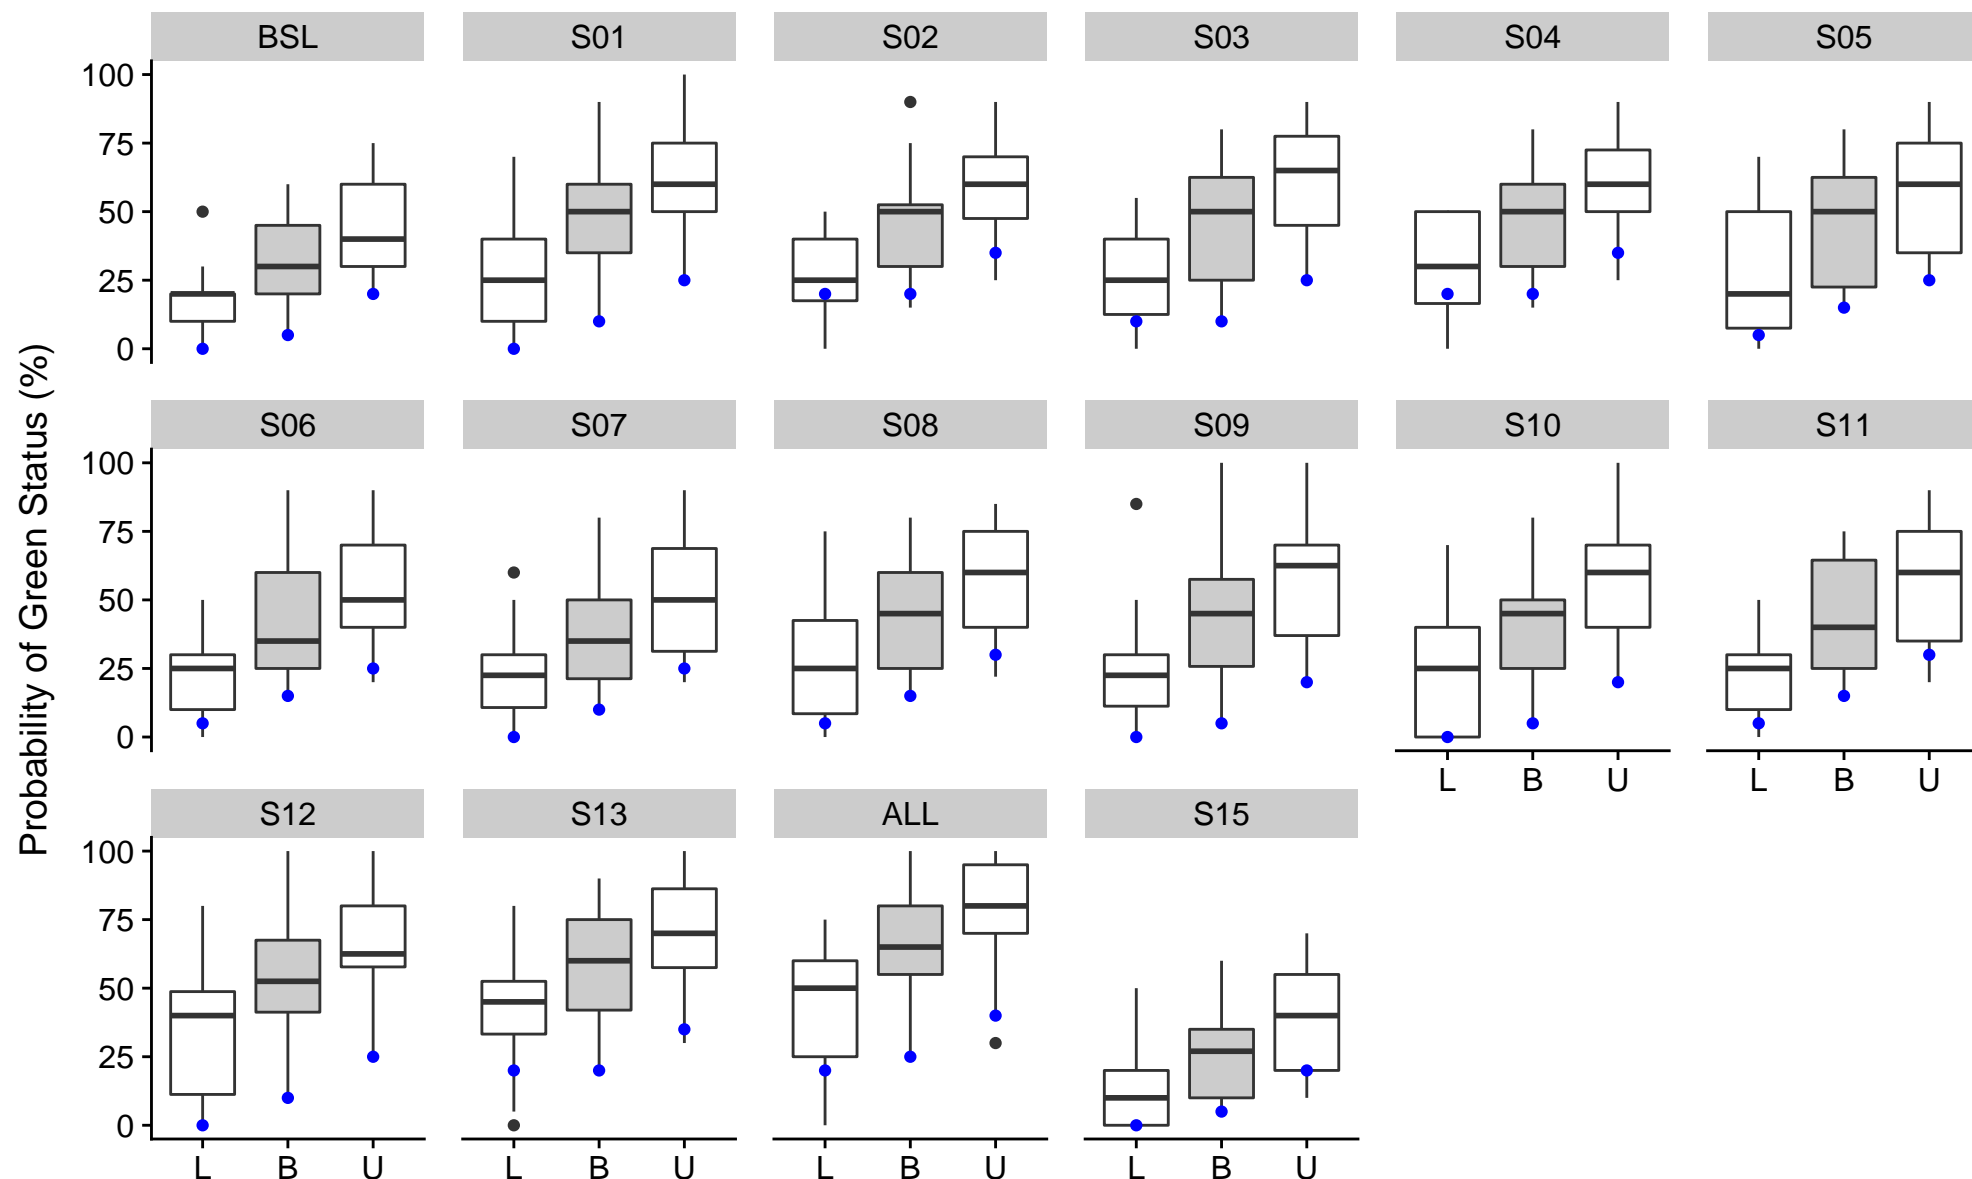 BSL S01 S02 S03 S04 S05
100
75
50
25
0
S06 S07 S08 S09 S10 S11
100
75
50
25
0
L B U L B U
S12 S13 ALL S15
100
75
50
25
0
L B U L B U L B U L B U
Probability of Green Status (%)